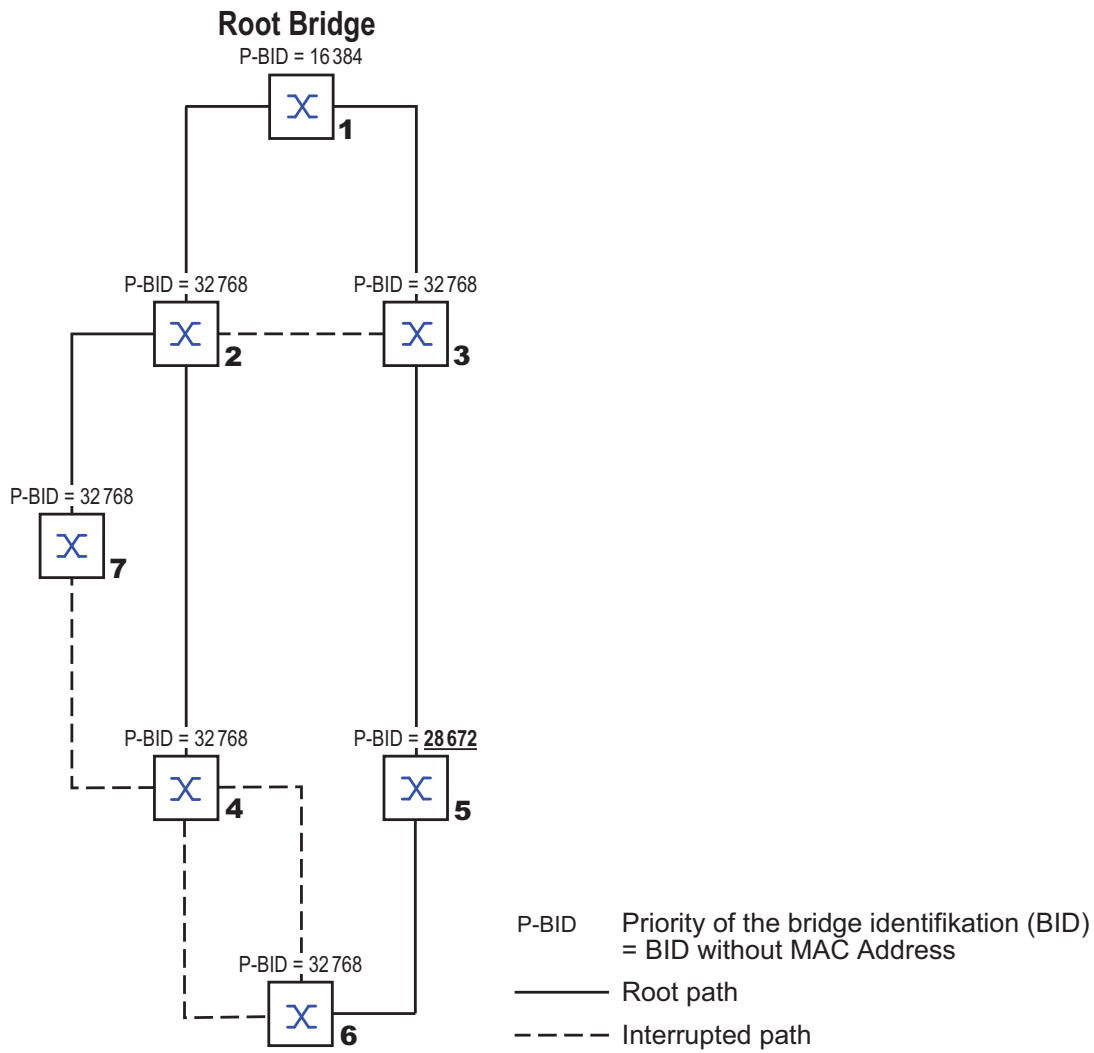 Root Bridge
P-BID = 16 384
1
P-BID = 32 768
P-BID = 32 768
2
3
P-BID = 32 768
7
P-BID = 32 768
P-BID = 28 672
4
5
P-BID Priority of the bridge identifikation (BID)
= BID without MAC Address
P-BID = 32 768
Root path
6
Interrupted path